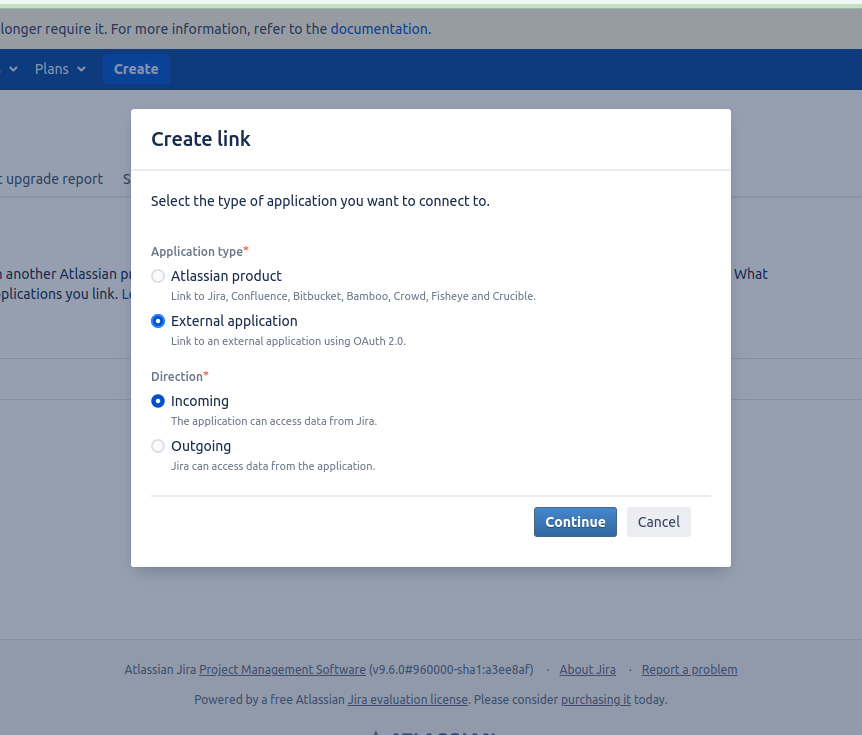 longer require it. For more information, refer to the documentation.
Plans Create
Create link
upgrade report S
Select the type of application you want to connect to.
Application type*
n another Atlassian pr What
Atlassian product
plications you link. Le
Link to Jira, Confluence, Bitbucket, Bamboo, Crowd, Fisheye and Crucible.
External application
Link to an external application using OAuth 2.0.
Direction*
Incoming
The application can access data from Jira.
Outgoing
Jira can access data from the application.
Continue Cancel
Atlassian Jira Project Management Software (v9.6.0#960000-sha1:a3ee8af) · About Jira · Report a problem
Powered by a free Atlassian Jira evaluation license. Please consider purchasing it today.
ATLASSIAN